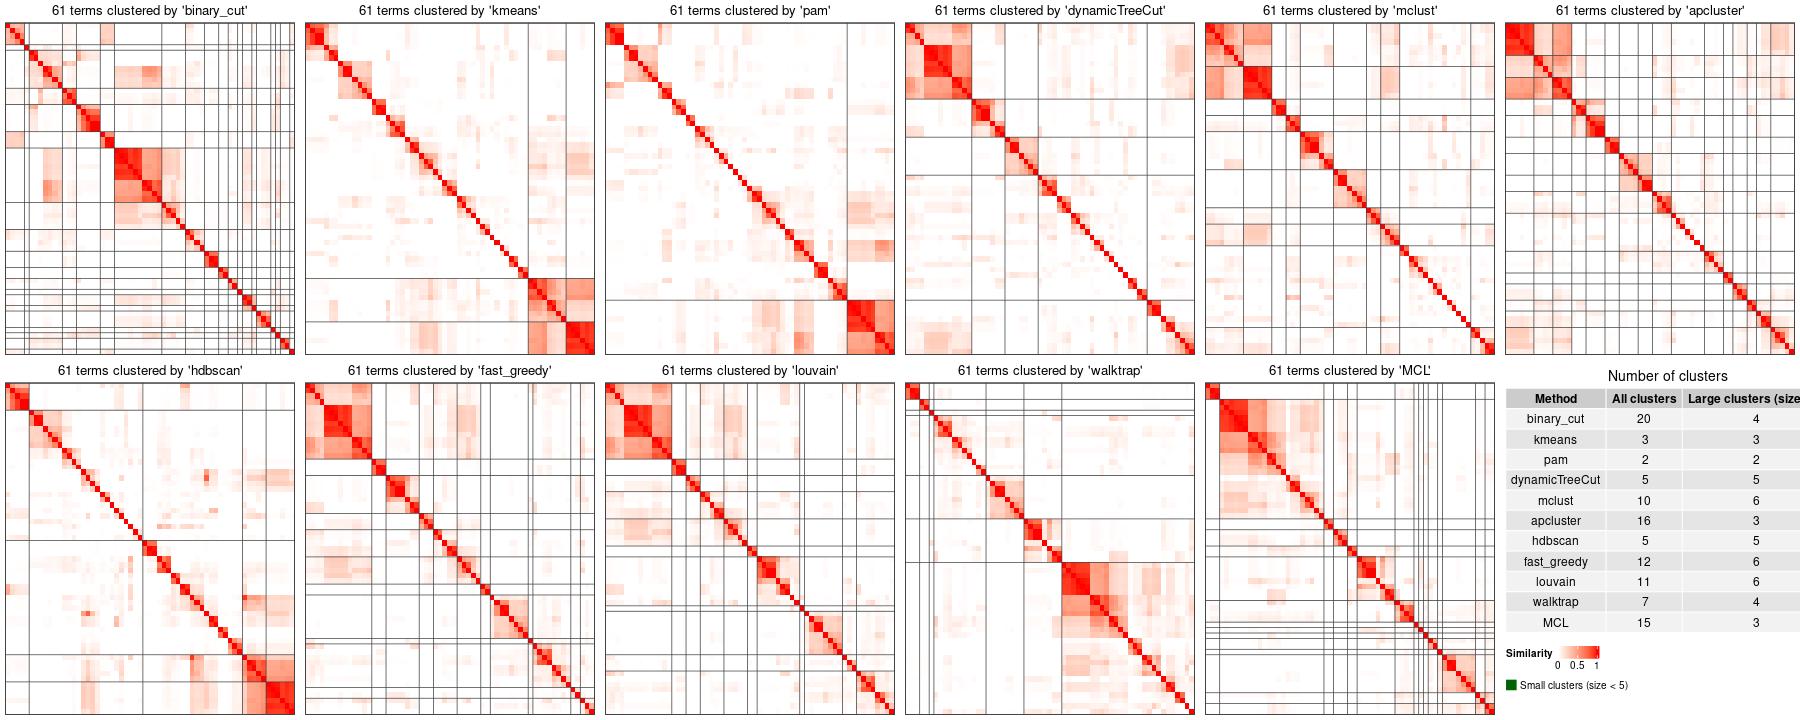 61 terms clustered by 'binary_cut'
61 terms clustered by 'kmeans'
61 terms clustered by 'pam'
61 terms clustered by 'dynamicTreeCut'
61 terms clustered by 'mclust'
61 terms clustered by 'apcluster'
61 terms clustered by 'hdbscan'
61 terms clustered by 'fast_greedy'
61 terms clustered by 'louvain'
61 terms clustered by 'walktrap'
61 terms clustered by 'MCL'
Number of clusters
Method All clusters Large clusters (size
binary_cut 20 4
kmeans 3 3
pam 2 2
dynamicTreeCut 5 5
mclust 10 6
apcluster 16 3
hdbscan 5 5
fast_greedy 12 6
louvain 11 6
walktrap 7 4
MCL 15 3
Similarity
0 0.5 1
Small clusters (size < 5)